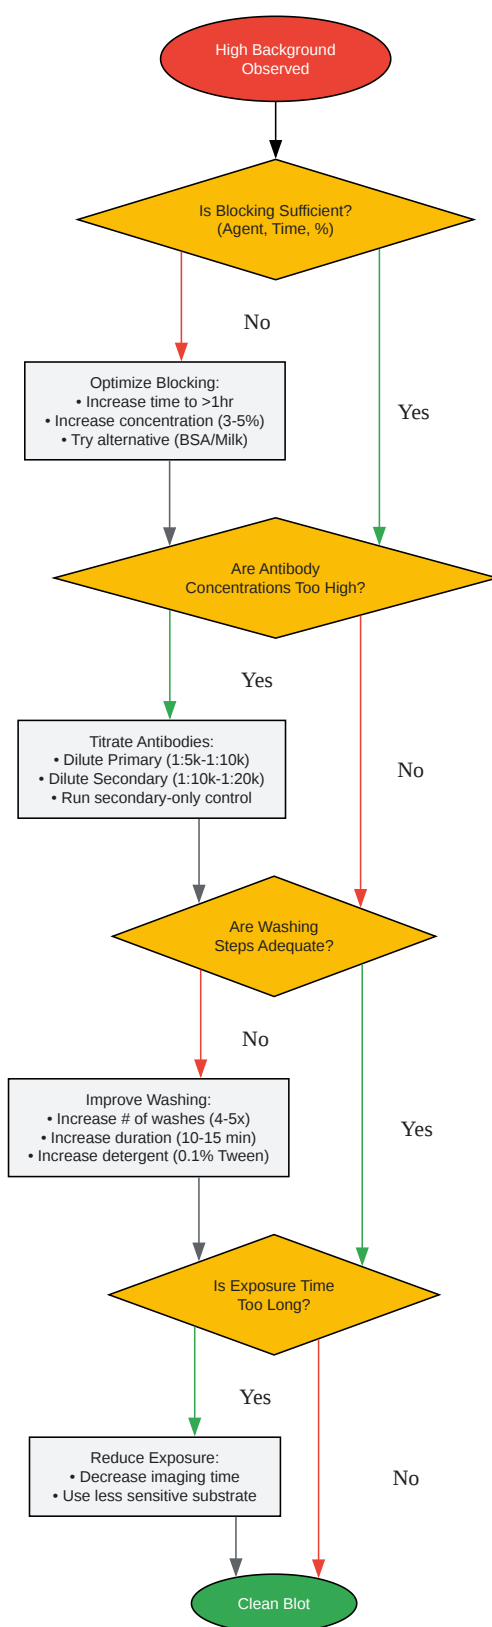 High Background
Observed
Is Blocking Sufficient?
(Agent, Time, %)
No
Yes
Optimize Blocking:
• Increase time to >1hr
• Increase concentration (3-5%)
• Try alternative (BSA/Milk)
Are Antibody
Concentrations Too High?
Yes
No
Titrate Antibodies:
• Dilute Primary (1:5k-1:10k)
• Dilute Secondary (1:10k-1:20k)
• Run secondary-only control
Are Washing
Steps Adequate?
No
Yes
Improve Washing:
• Increase # of washes (4-5x)
• Increase duration (10-15 min)
• Increase detergent (0.1% Tween)
Is Exposure Time
Too Long?
Yes
No
Reduce Exposure:
• Decrease imaging time
• Use less sensitive substrate
Clean Blot